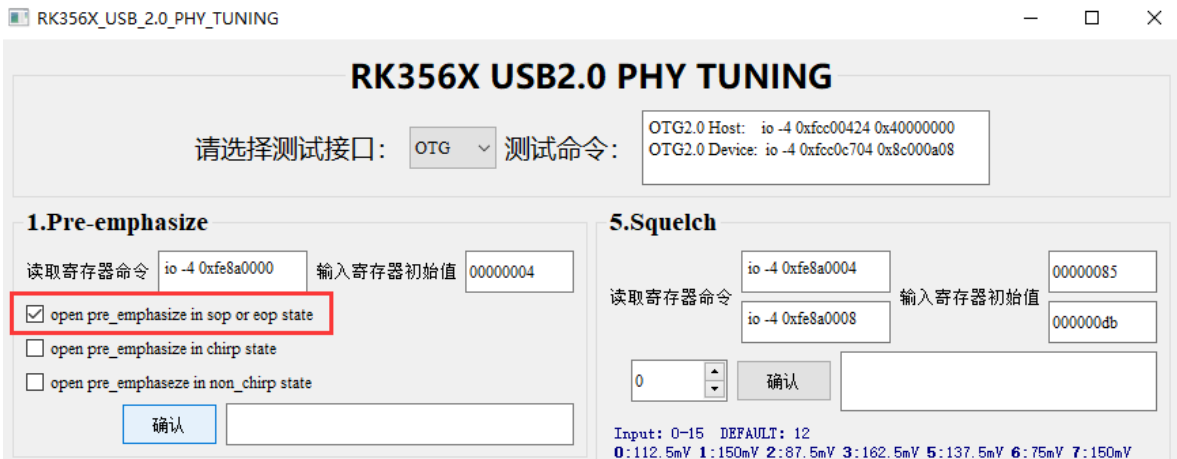 RK356X_USB_2.0_PHY_TUNING
RK356X USB2.0 PHY TUNING
请选择测试接口： OTG 测试命令：
OTG2.0 Host: io -4 0xfcc00424 0x40000000
OTG2.0 Device: io -4 0xfcc0c704 0x8c000a08
1.Pre-emphasize
读取寄存器命令 io -4 0xfe8a0000 输入寄存器初始值 00000004
open pre_emphasize in sop or eop state
open pre_emphasize in chirp state
open pre_emphaseze in non_chirp state
确认
5.Squelch
读取寄存器命令
io -4 0xfe8a0004
io -4 0xfe8a0008
输入寄存器初始值
00000085
000000db
0 确认
Input: 0-15 DEFAULT: 12
0:112.5mV 1:150mV 2:87.5mV 3:162.5mV 5:137.5mV 6:75mV 7:150mV